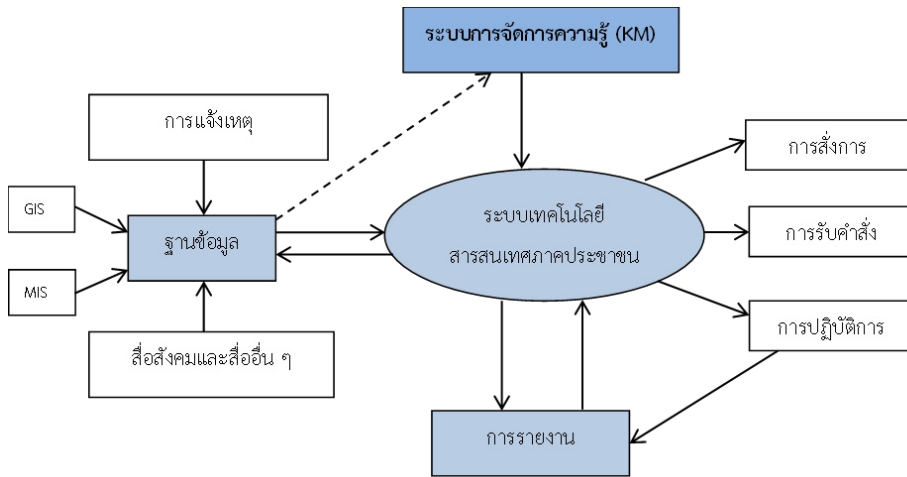 ระบบการจัดการความรู้ (KM)
การแจ้งเหตุ
การสั่งการ
GIS
ระบบเทคโนโลยี
ฐานข้อมูล
สารสนเทศภาคประชาชน
การรับคำสั่ง
MIS
การปฏิบัติการ
สื่อสังคมและสื่ออื่น ๆ
การรายงาน